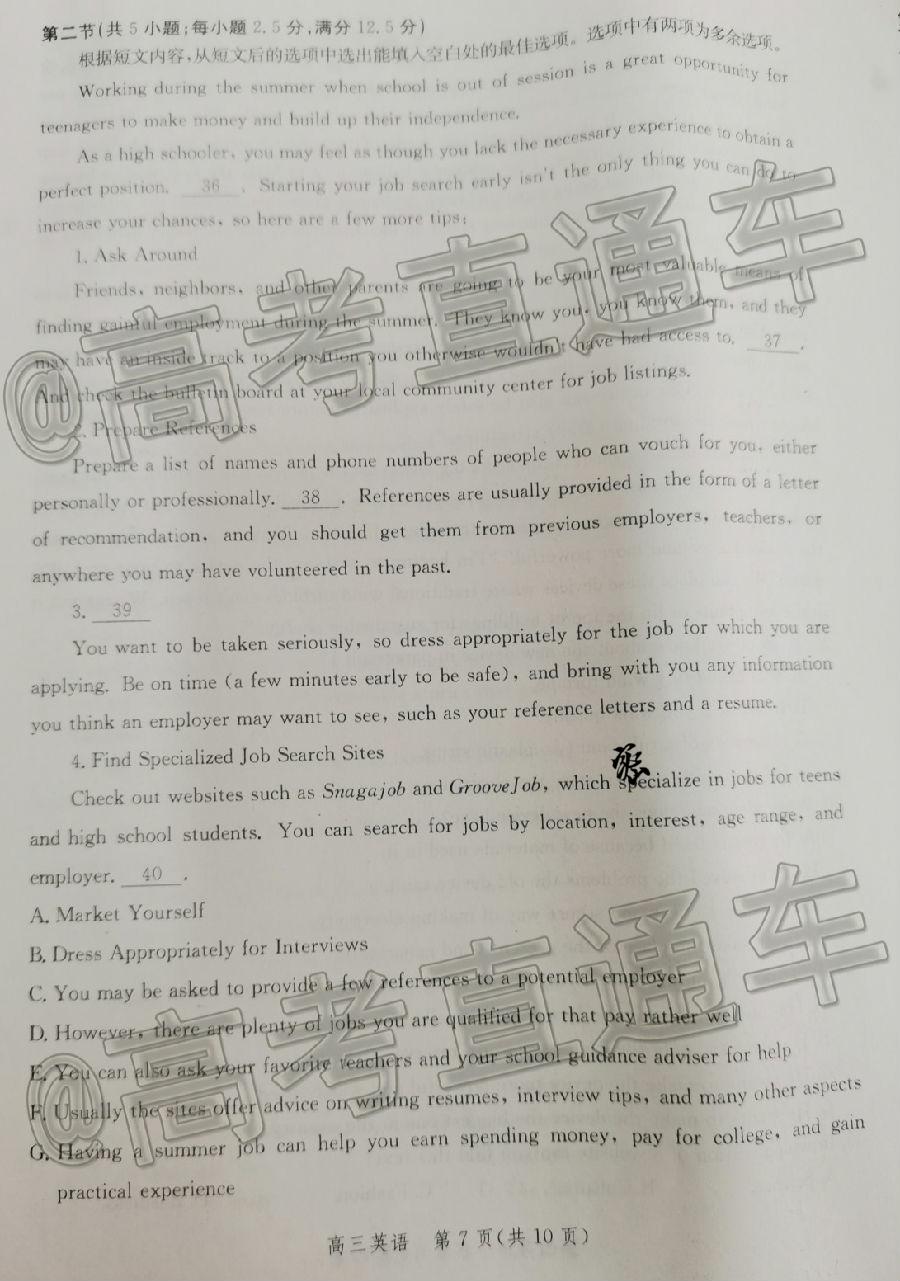 第二节(共5小题;每小题2.5分,满分12.5分)
根据短文内容,从短文后的选项中选出能填入空白处的最佳选项。选项中有两项为多余选项。
Working during the summer when school is out of session is a great opportunity for
teenagers to make money and build up their independence.
As a high schooler, you may feel as though you lack the necessary experience to obtain a
perfect position. 36 . Starting your job search early isn't the only thing you can do to
increase your chances, so here are a few more tips:
1. Ask Around
Friends, neighbors, and other parents are going to be your most valuable means of
finding gainful employment during the summer. They know you, you know them, and they
may have an inside track to a position you otherwise wouldn't have had access to. 37 .
And check the bulletin board at your local community center for job listings.
2. Prepare References
Prepare a list of names and phone numbers of people who can vouch for you, either
personally or professionally. 38 . References are usually provided in the form of a letter
of recommendation, and you should get them from previous employers, teachers, or
anywhere you may have volunteered in the past.
3. 39
You want to be taken seriously, so dress appropriately for the job for which you are
applying. Be on time (a few minutes early to be safe), and bring with you any information
you think an employer may want to see, such as your reference letters and a resume.
4. Find Specialized Job Search Sites
Check out websites such as Snagajob and GrooveJob, which specialize in jobs for teens
and high school students. You can search for jobs by location, interest, age range, and
employer. 40 .
A. Market Yourself
B. Dress Appropriately for Interviews
C. You may be asked to provide a few references to a potential employer
D. However, there are plenty of jobs you are qualified for that pay rather well
E. You can also ask your favorite teachers and your school guidance adviser for help
F. Usually the sites offer advice on writing resumes, interview tips, and many other aspects
G. Having a summer job can help you earn spending money, pay for college, and gain
practical experience
高三英语 第7页(共10页)
@高考直通车
@高考直通车